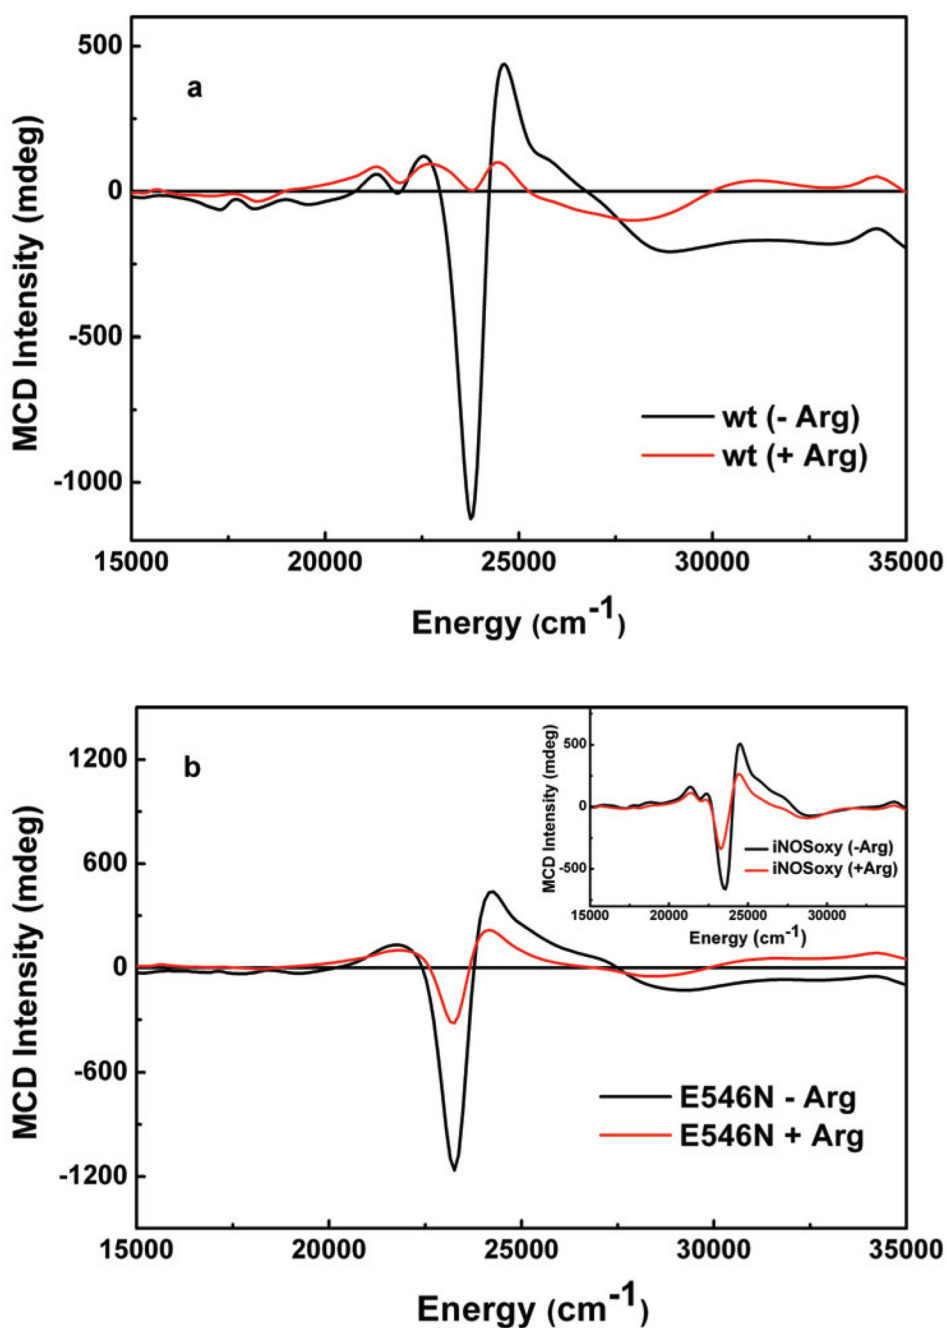 a
MCD Intensity (mdeg)
500
0
-500
-1000
wt (- Arg)
wt (+ Arg)
15000 20000 25000 30000 35000
Energy (cm-1)
b
MCD Intensity (mdeg)
1200
600
0
-600
-1200
MCD Intensity (mdeg)
500
0
-500
iNOSoxy (-Arg)
iNOSoxy (+Arg)
15000 20000 25000 30000
Energy (cm-1)
E546N - Arg
E546N + Arg
15000 20000 25000 30000 35000
Energy (cm-1)